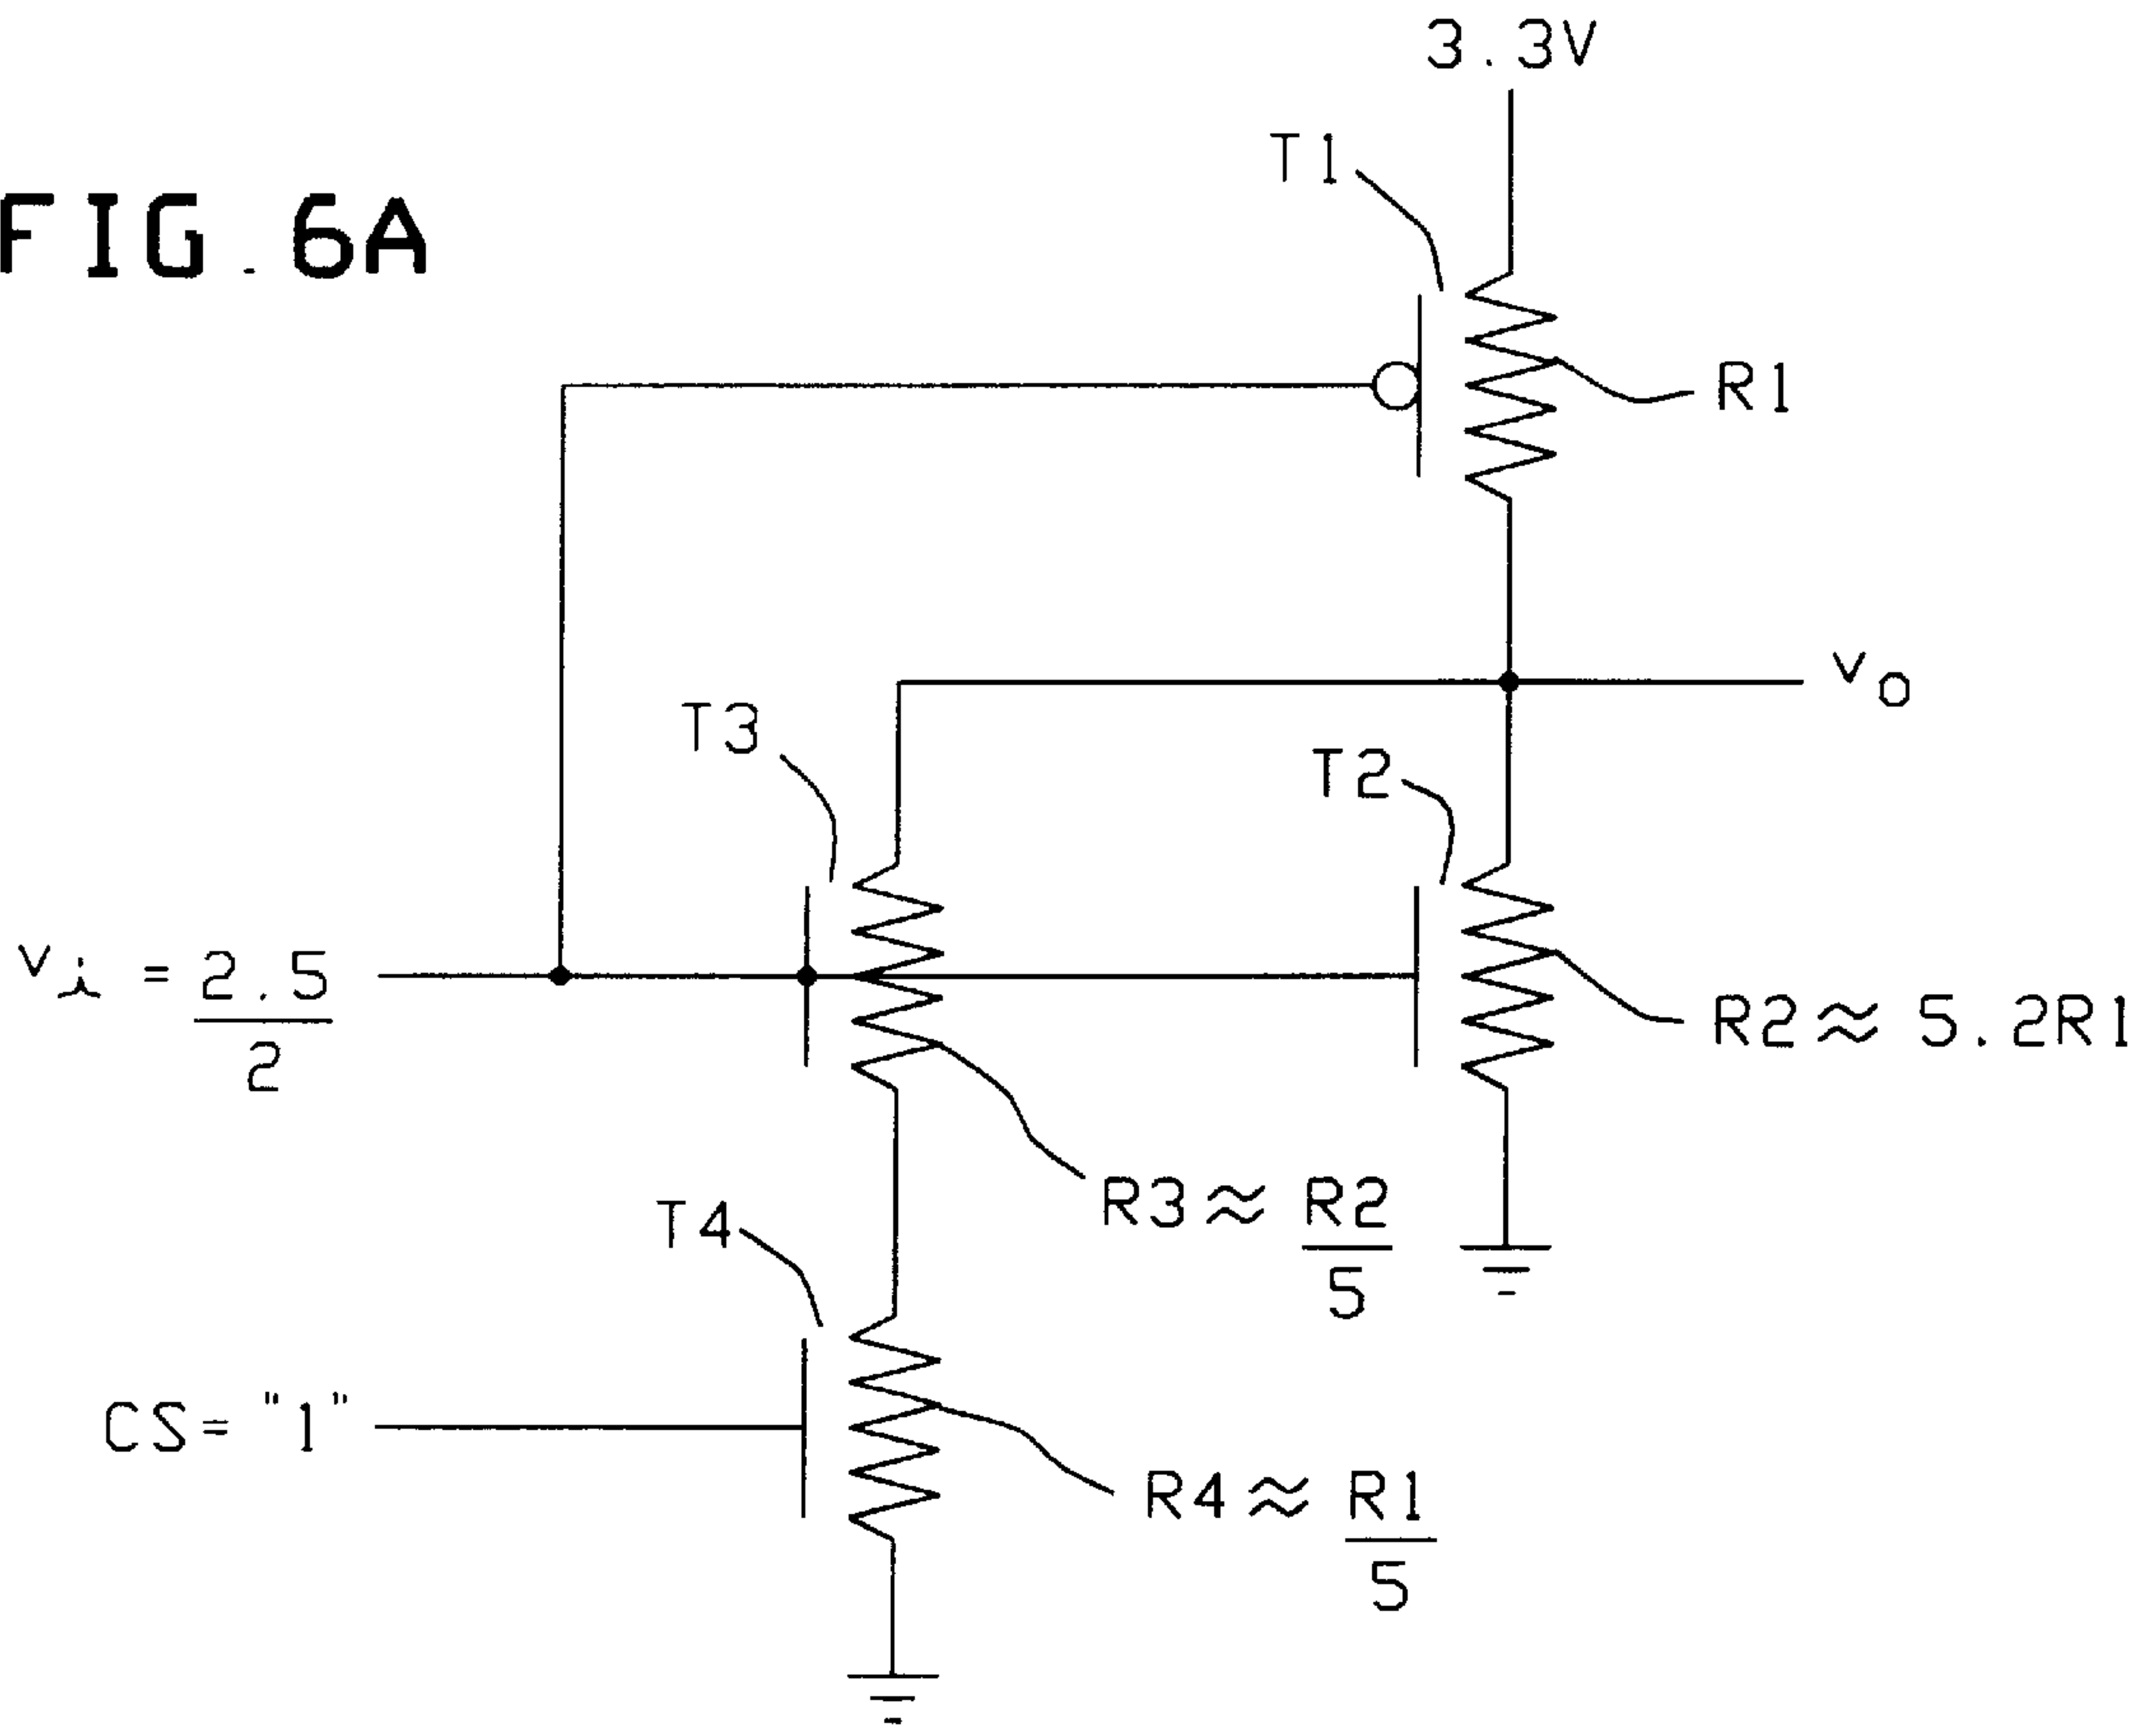 3.3V
T1
FIG.6A
R1
vo
T3
T2
vi = 2.5
2
R2≈ 5.2R1
R3≈ R2
5
T4
CS= "1"
R4≈ R1
5